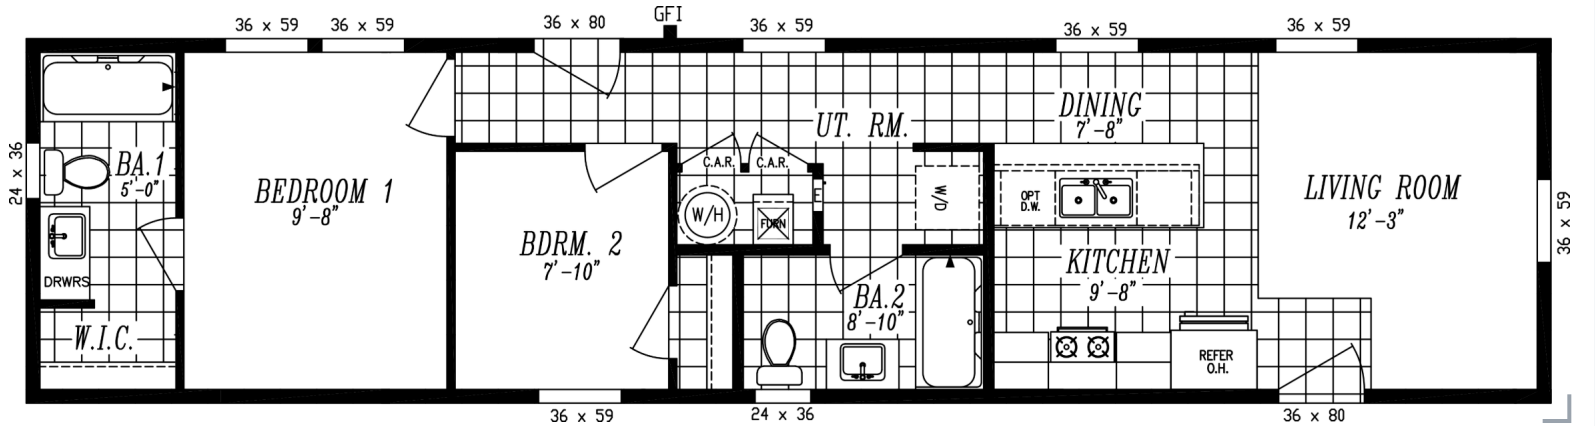 GFI
36 x 59
36 x 59
36 x 80
36 x 59
36 x 59
36 x 59
24 x 36
BA.1
5'-0"
DRWRS
W.I.C.
BEDROOM 1
9'-8"
BDRM. 2
7'-10"
C.A.R.
C.A.R.
W/H
FURN
E
UT. RM.
W/D
BA.2
8'-10"
DINING
7'-8"
OPT
D.W.
KITCHEN
9'-8"
REFER
O.H.
LIVING ROOM
12'-3"
36 x 59
36 x 59
24 x 36
36 x 80